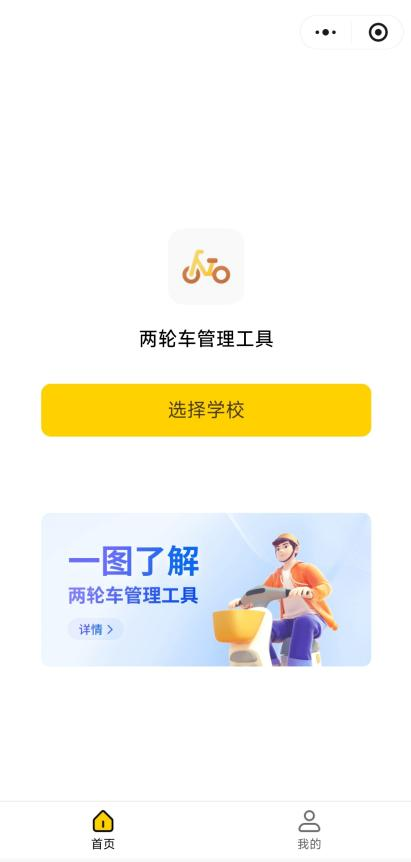 两轮车管理工具
选择学校
一图了解
两轮车管理工具
详情
首页
我的